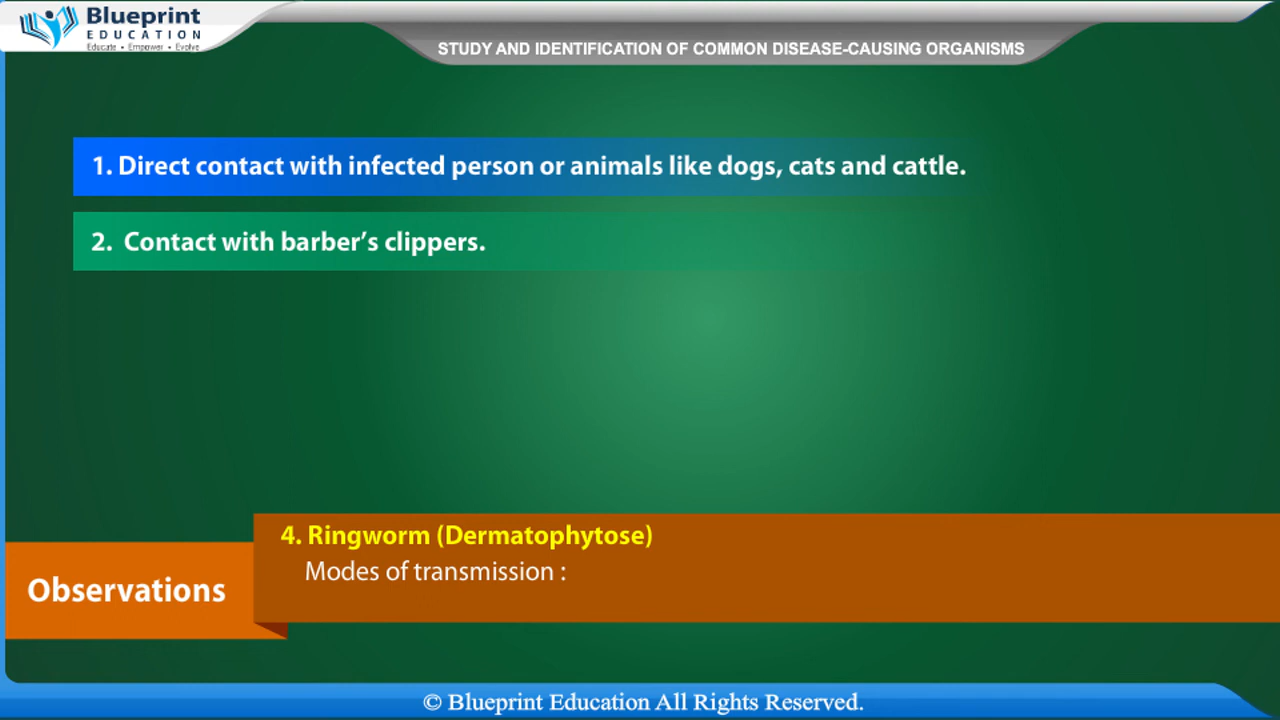 Blueprint
EDUCATION
Educate • Empower • Evolve
STUDY AND IDENTIFICATION OF COMMON DISEASE-CAUSING ORGANISMS
1. Direct contact with infected person or animals like dogs, cats and cattle.
2. Contact with barber’s clippers.
4. Ringworm (Dermatophytose)
Modes of transmission :
Observations
© Blueprint Education All Rights Reserved.